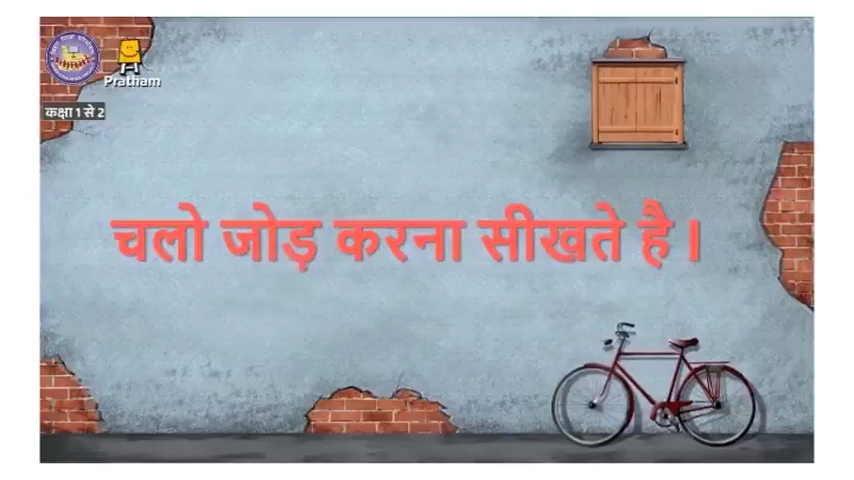 Pratham
कक्षा 1 से 2
चलो जोड़ करना सीखते है ।